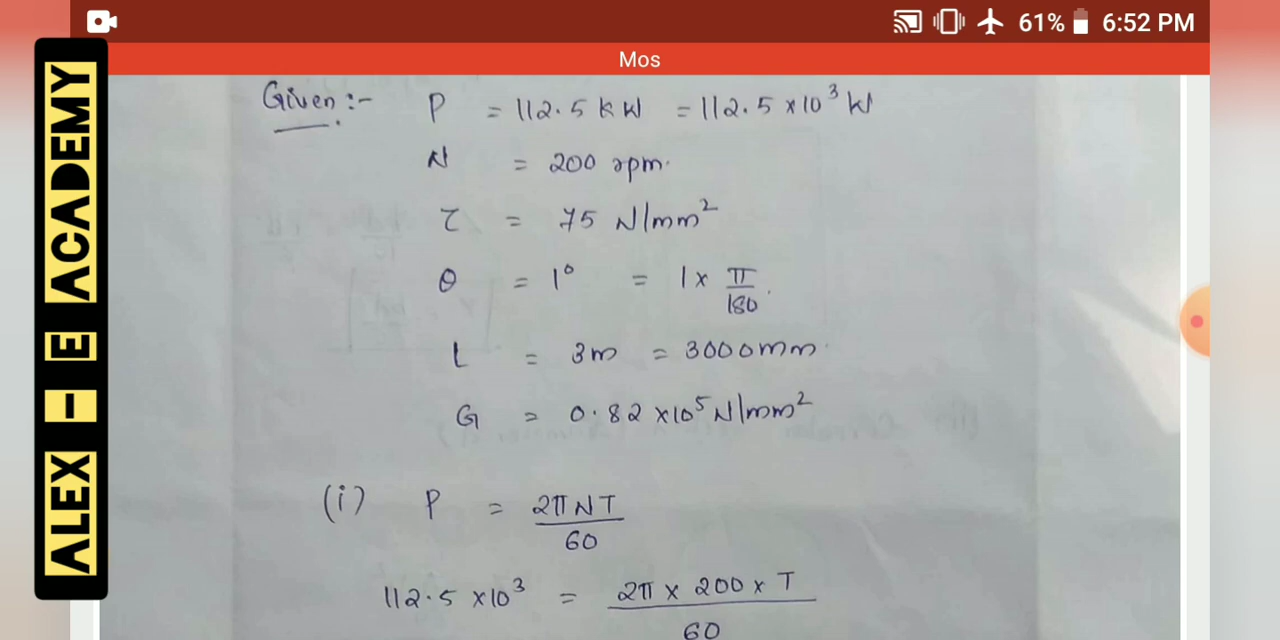 61% 6:52 PM
Mos
ALEX - E ACADEMY
Given :- P = 112.5 kW = 112.5 × 10³ W
N = 200 rpm.
τ = 75 N/mm²
θ = 1° = 1 × π/180.
L = 3m = 3000mm.
G = 0.82 × 10⁵ N/mm²
(i) P = 2πNT/60
112.5 × 10³ = 2π × 200 × T/60